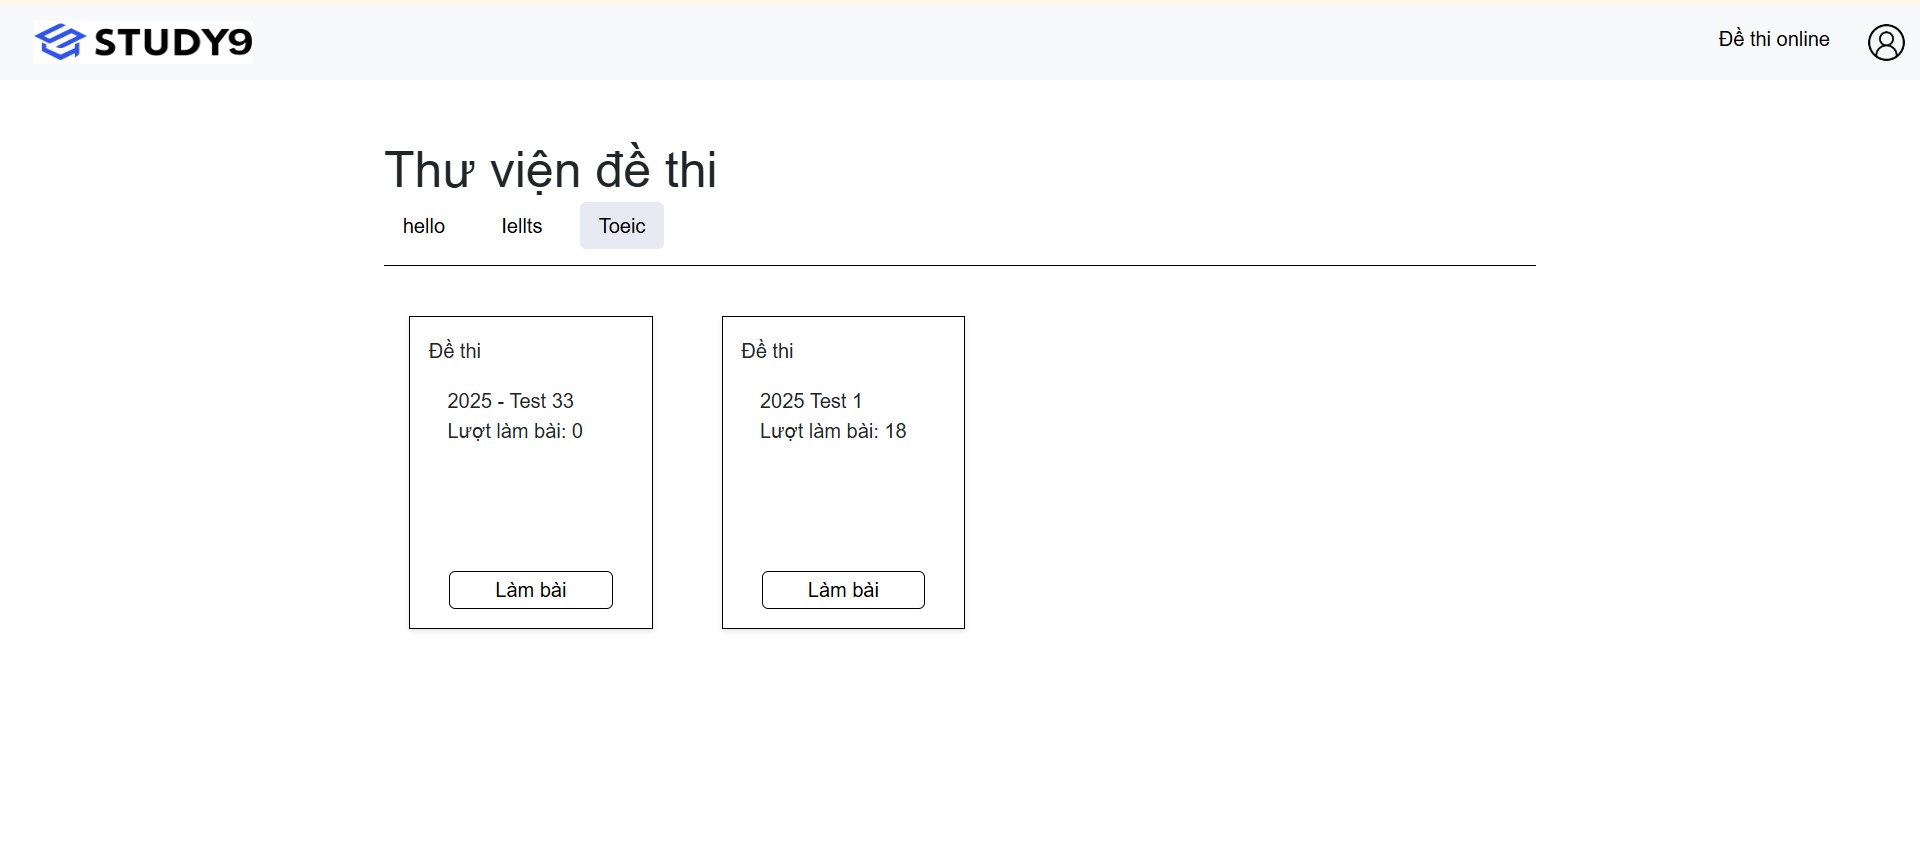 STUDY9
Đề thi online
Thư viện đề thi
hello
Iellts
Toeic
Đề thi
2025 - Test 33
Lượt làm bài: 0
Làm bài
Đề thi
2025 Test 1
Lượt làm bài: 18
Làm bài